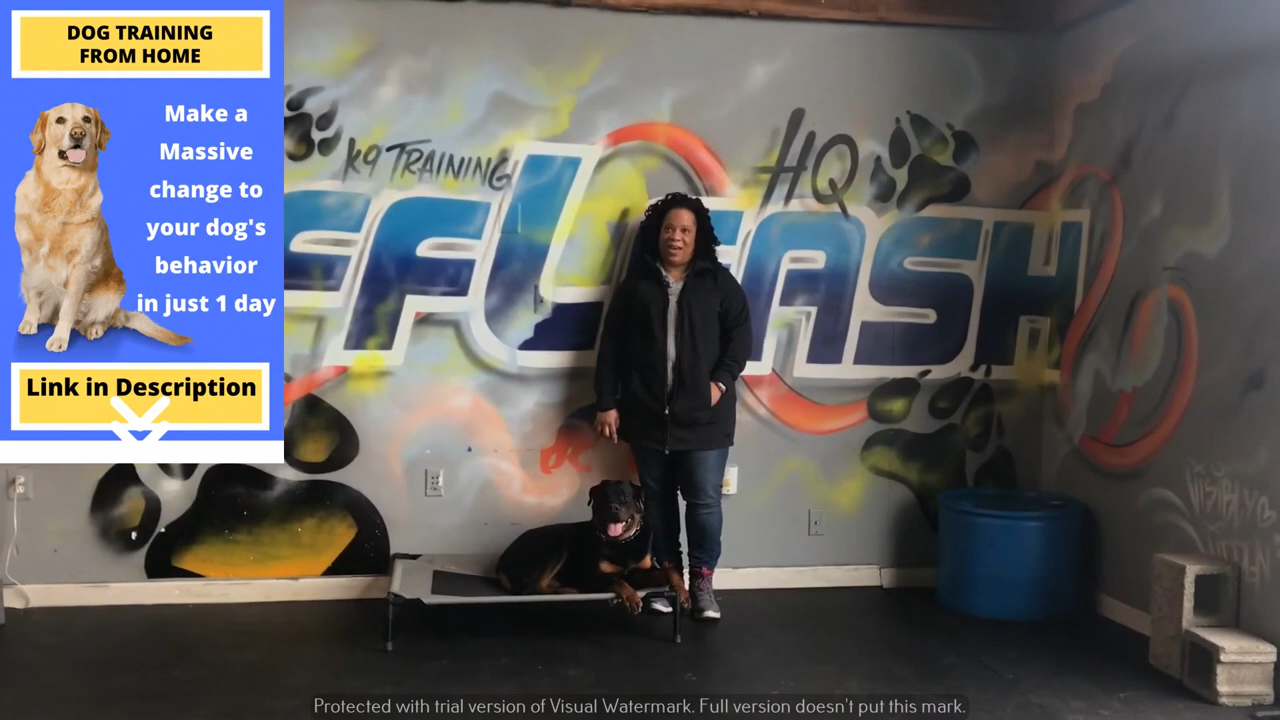 DOG TRAINING
FROM HOME
Make a
Massive
change to
your dog's
behavior
in just 1 day
Link in Description
K9 TRAINING
HQ
FFLEASH
Protected with trial version of Visual Watermark. Full version doesn't put this mark.